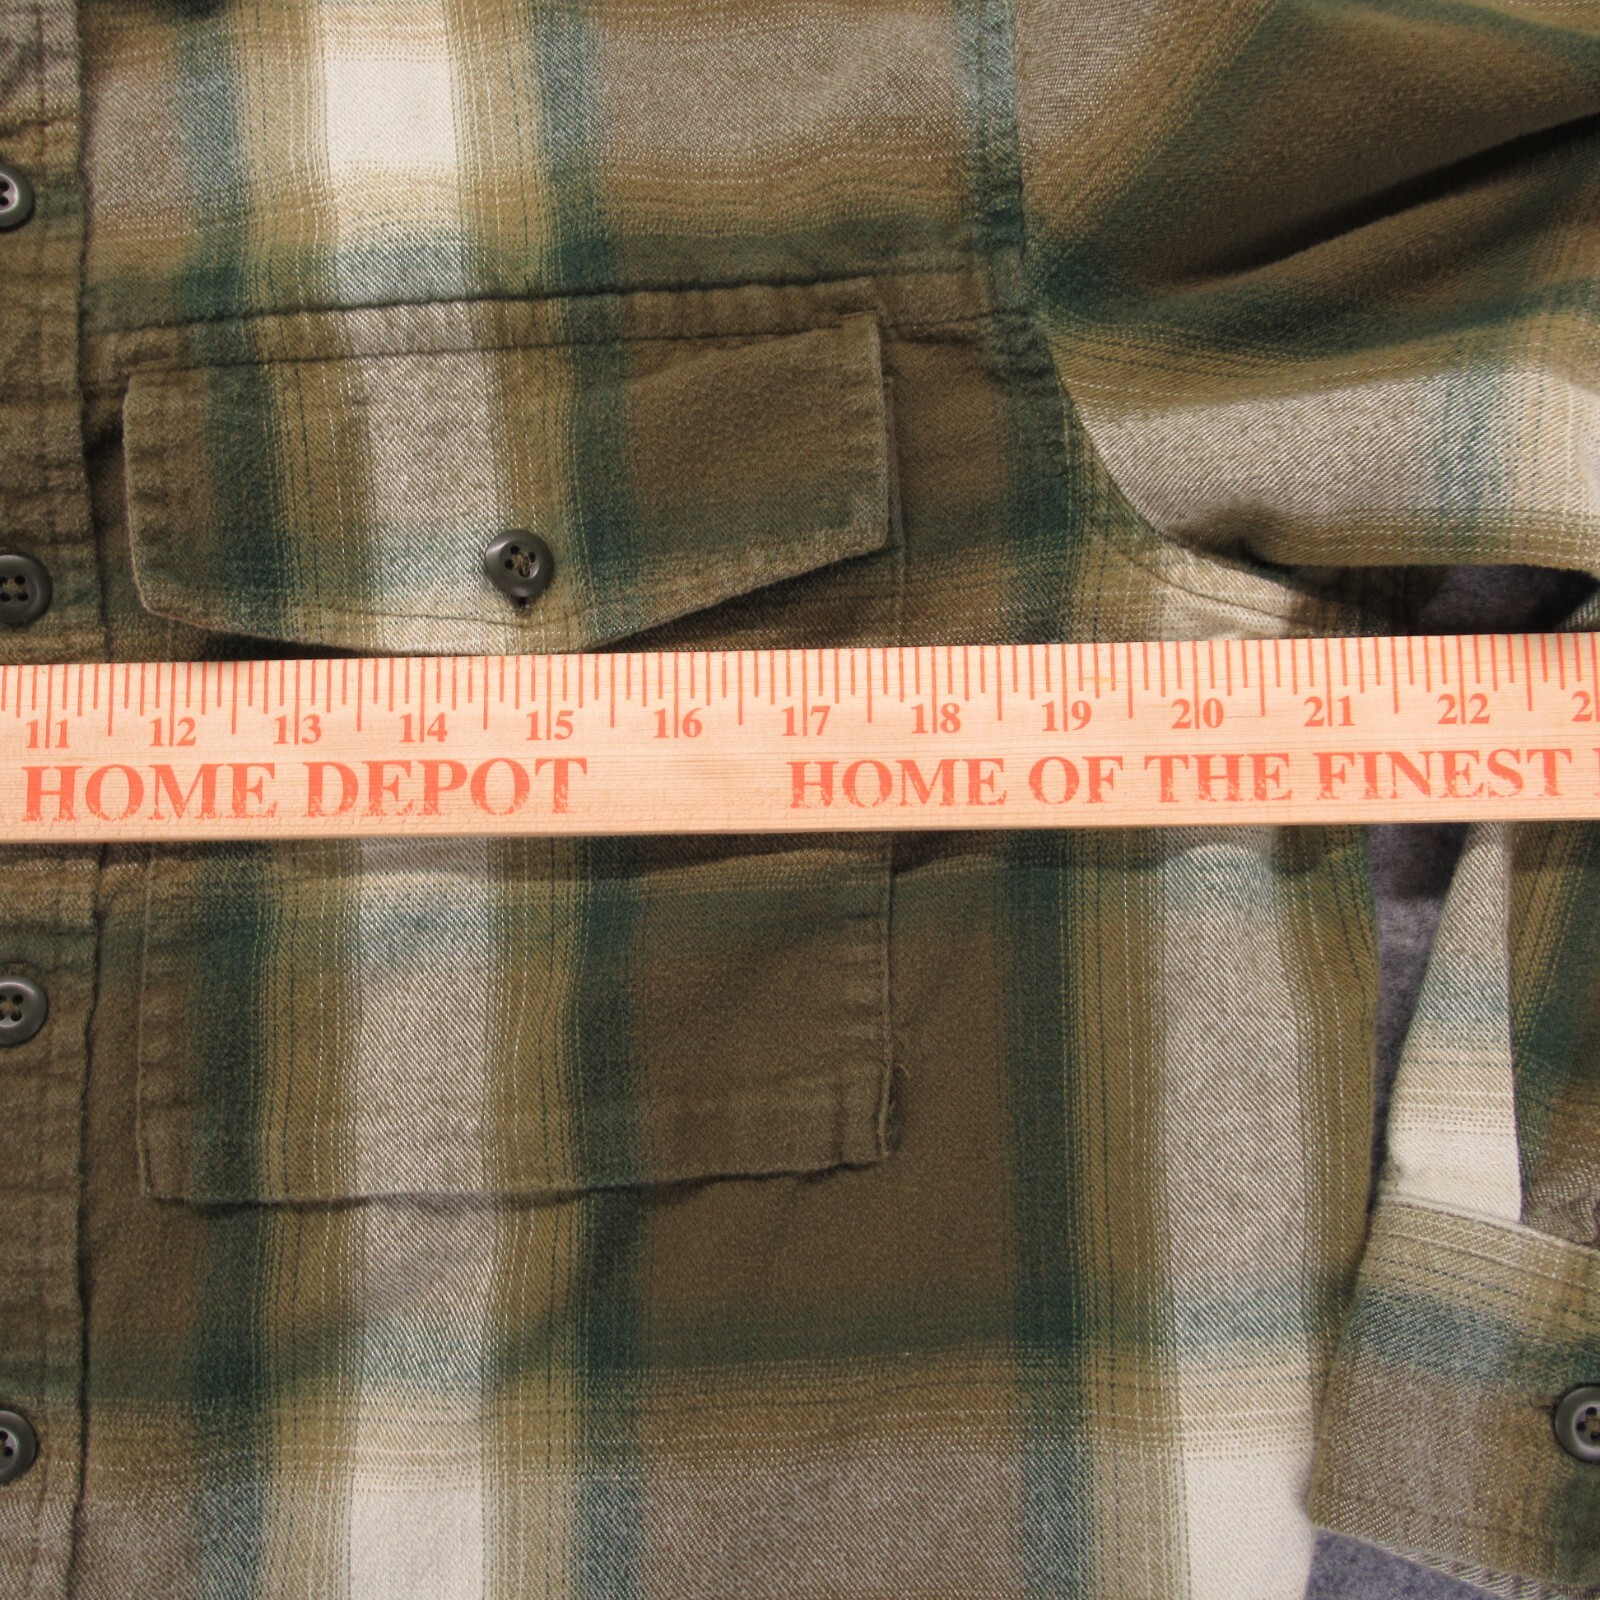 11 12 13 14 15 16 17 18 19 20 21 22
HOME DEPOT HOME OF THE FINEST